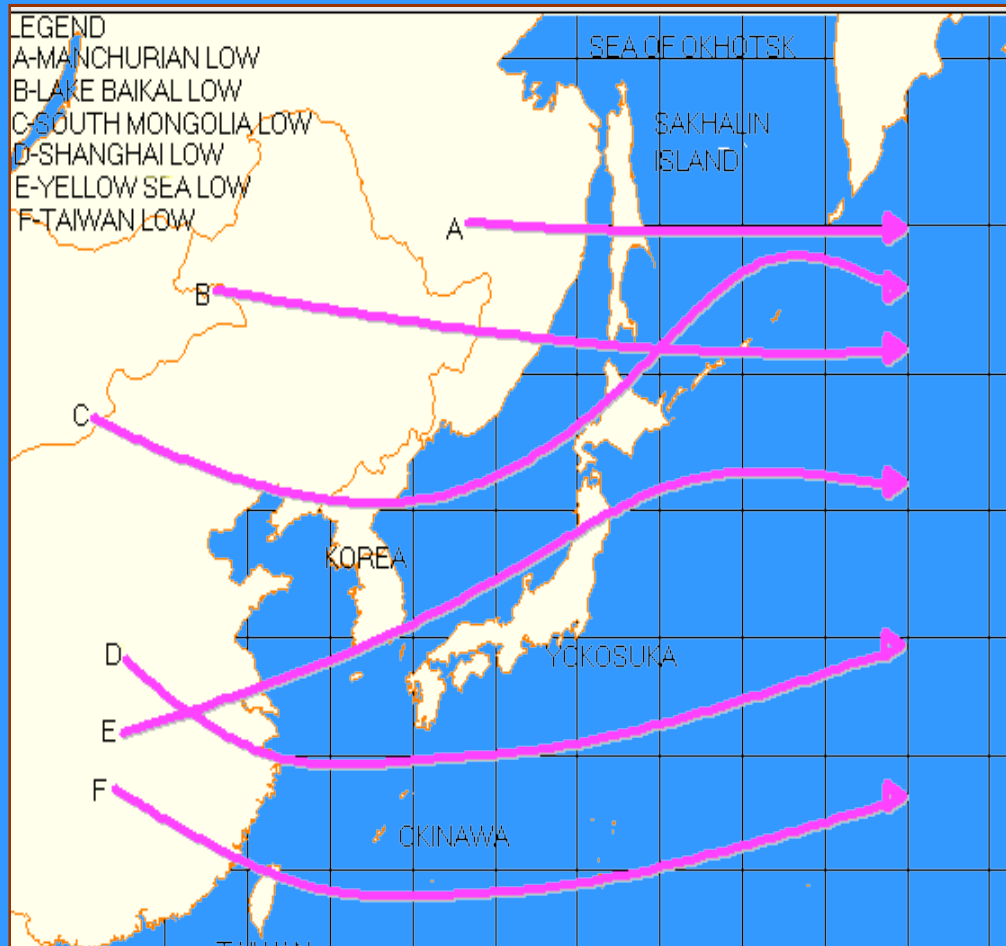 LEGEND
A-MANCHURIAN LOW
B-LAKE BAIKAL LOW
C-SOUTH MONGOLIA LOW
D-SHANGHAI LOW
E-YELLOW SEA LOW
F-TAIWAN LOW
SEA OF OKHOTSK
SAKHALIN
ISLAND
A
B
C
KOREA
D
YOKOSUKA
E
F
OKINAWA
TAIWAN